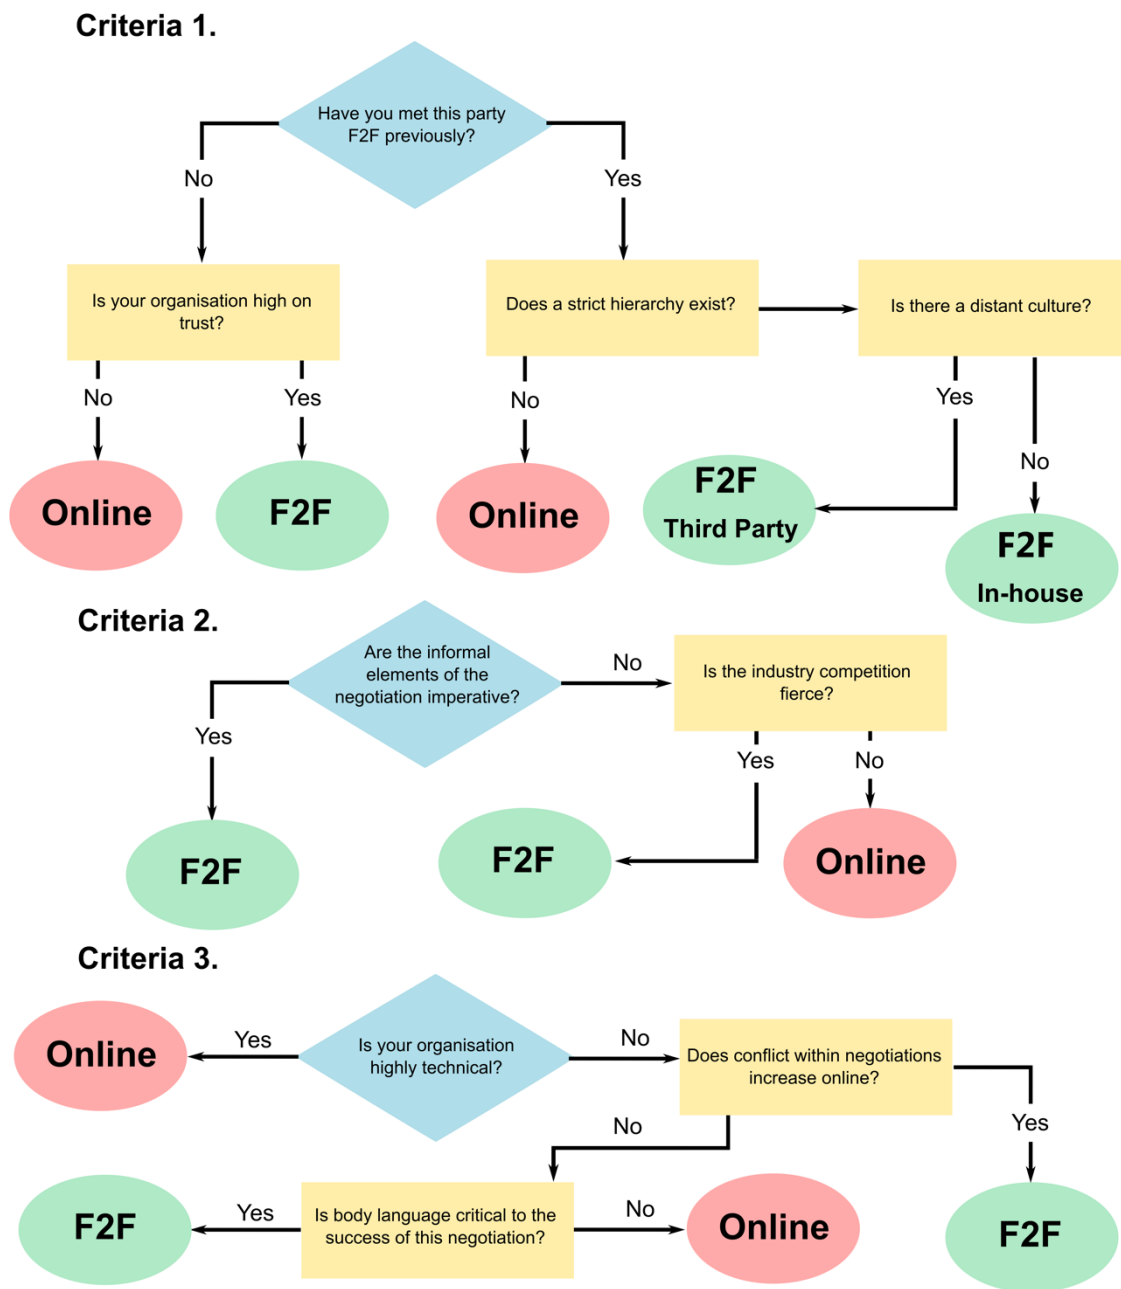 Criteria 1.
Have you met this party
F2F previously?
No
Yes
Is your organisation high on
trust?
Does a strict hierarchy exist?
Is there a distant culture?
No
Yes
No
Yes
No
Online
F2F
Online
F2F
Third Party
F2F
In-house
Criteria 2.
Are the informal
elements of the
negotiation imperative?
No
Is the industry competition
fierce?
Yes
Yes
No
F2F
F2F
Online
Criteria 3.
Online
Yes
Is your organisation
highly technical?
No
Does conflict within negotiations
increase online?
No
Yes
F2F
Yes
Is body language critical to the
success of this negotiation?
No
Online
F2F